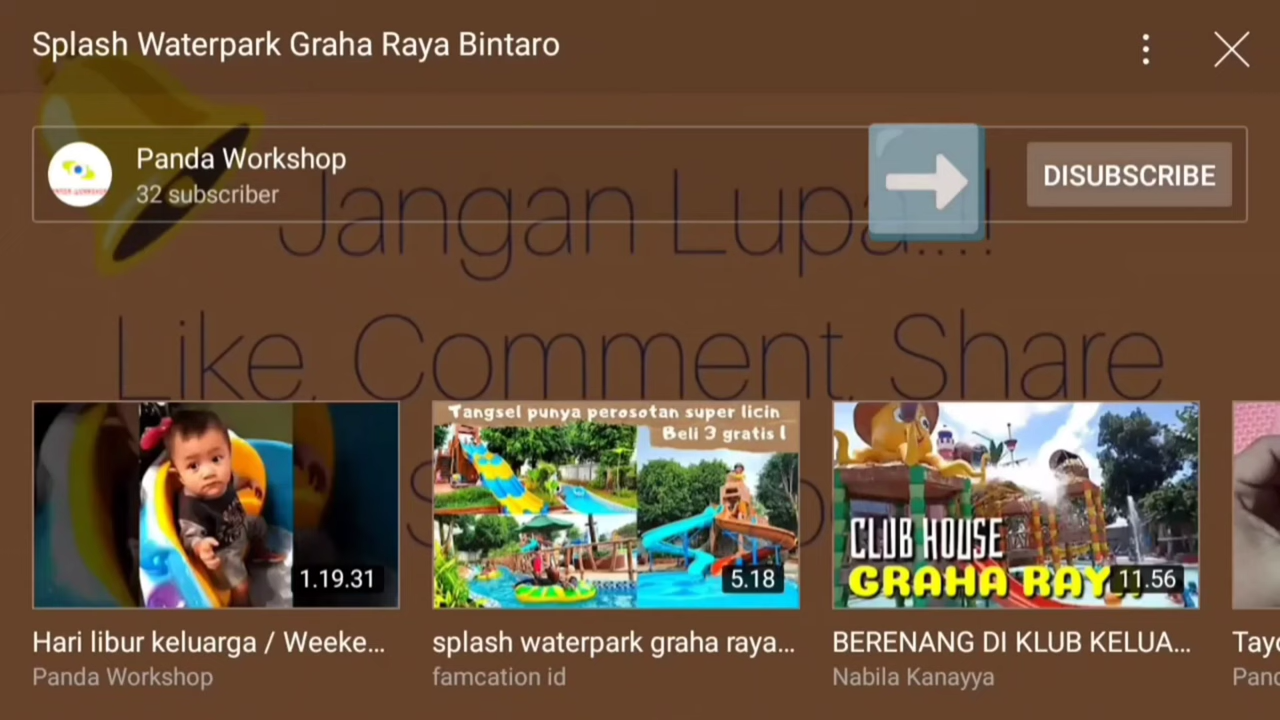 Splash Waterpark Graha Raya Bintaro
Panda Workshop
32 subscriber
DISUBSCRIBE
Jangan Lupa...!!
Like, Comment, Share
Tangsel punya perosotan super licin
Beli 3 gratis 1
1.19.31
5.18
CLUB HOUSE
GRAHA RAY
11.56
Hari libur keluarga / Weeke...
splash waterpark graha raya...
BERENANG DI KLUB KELUA...
Panda Workshop
famcation id
Nabila Kanayya